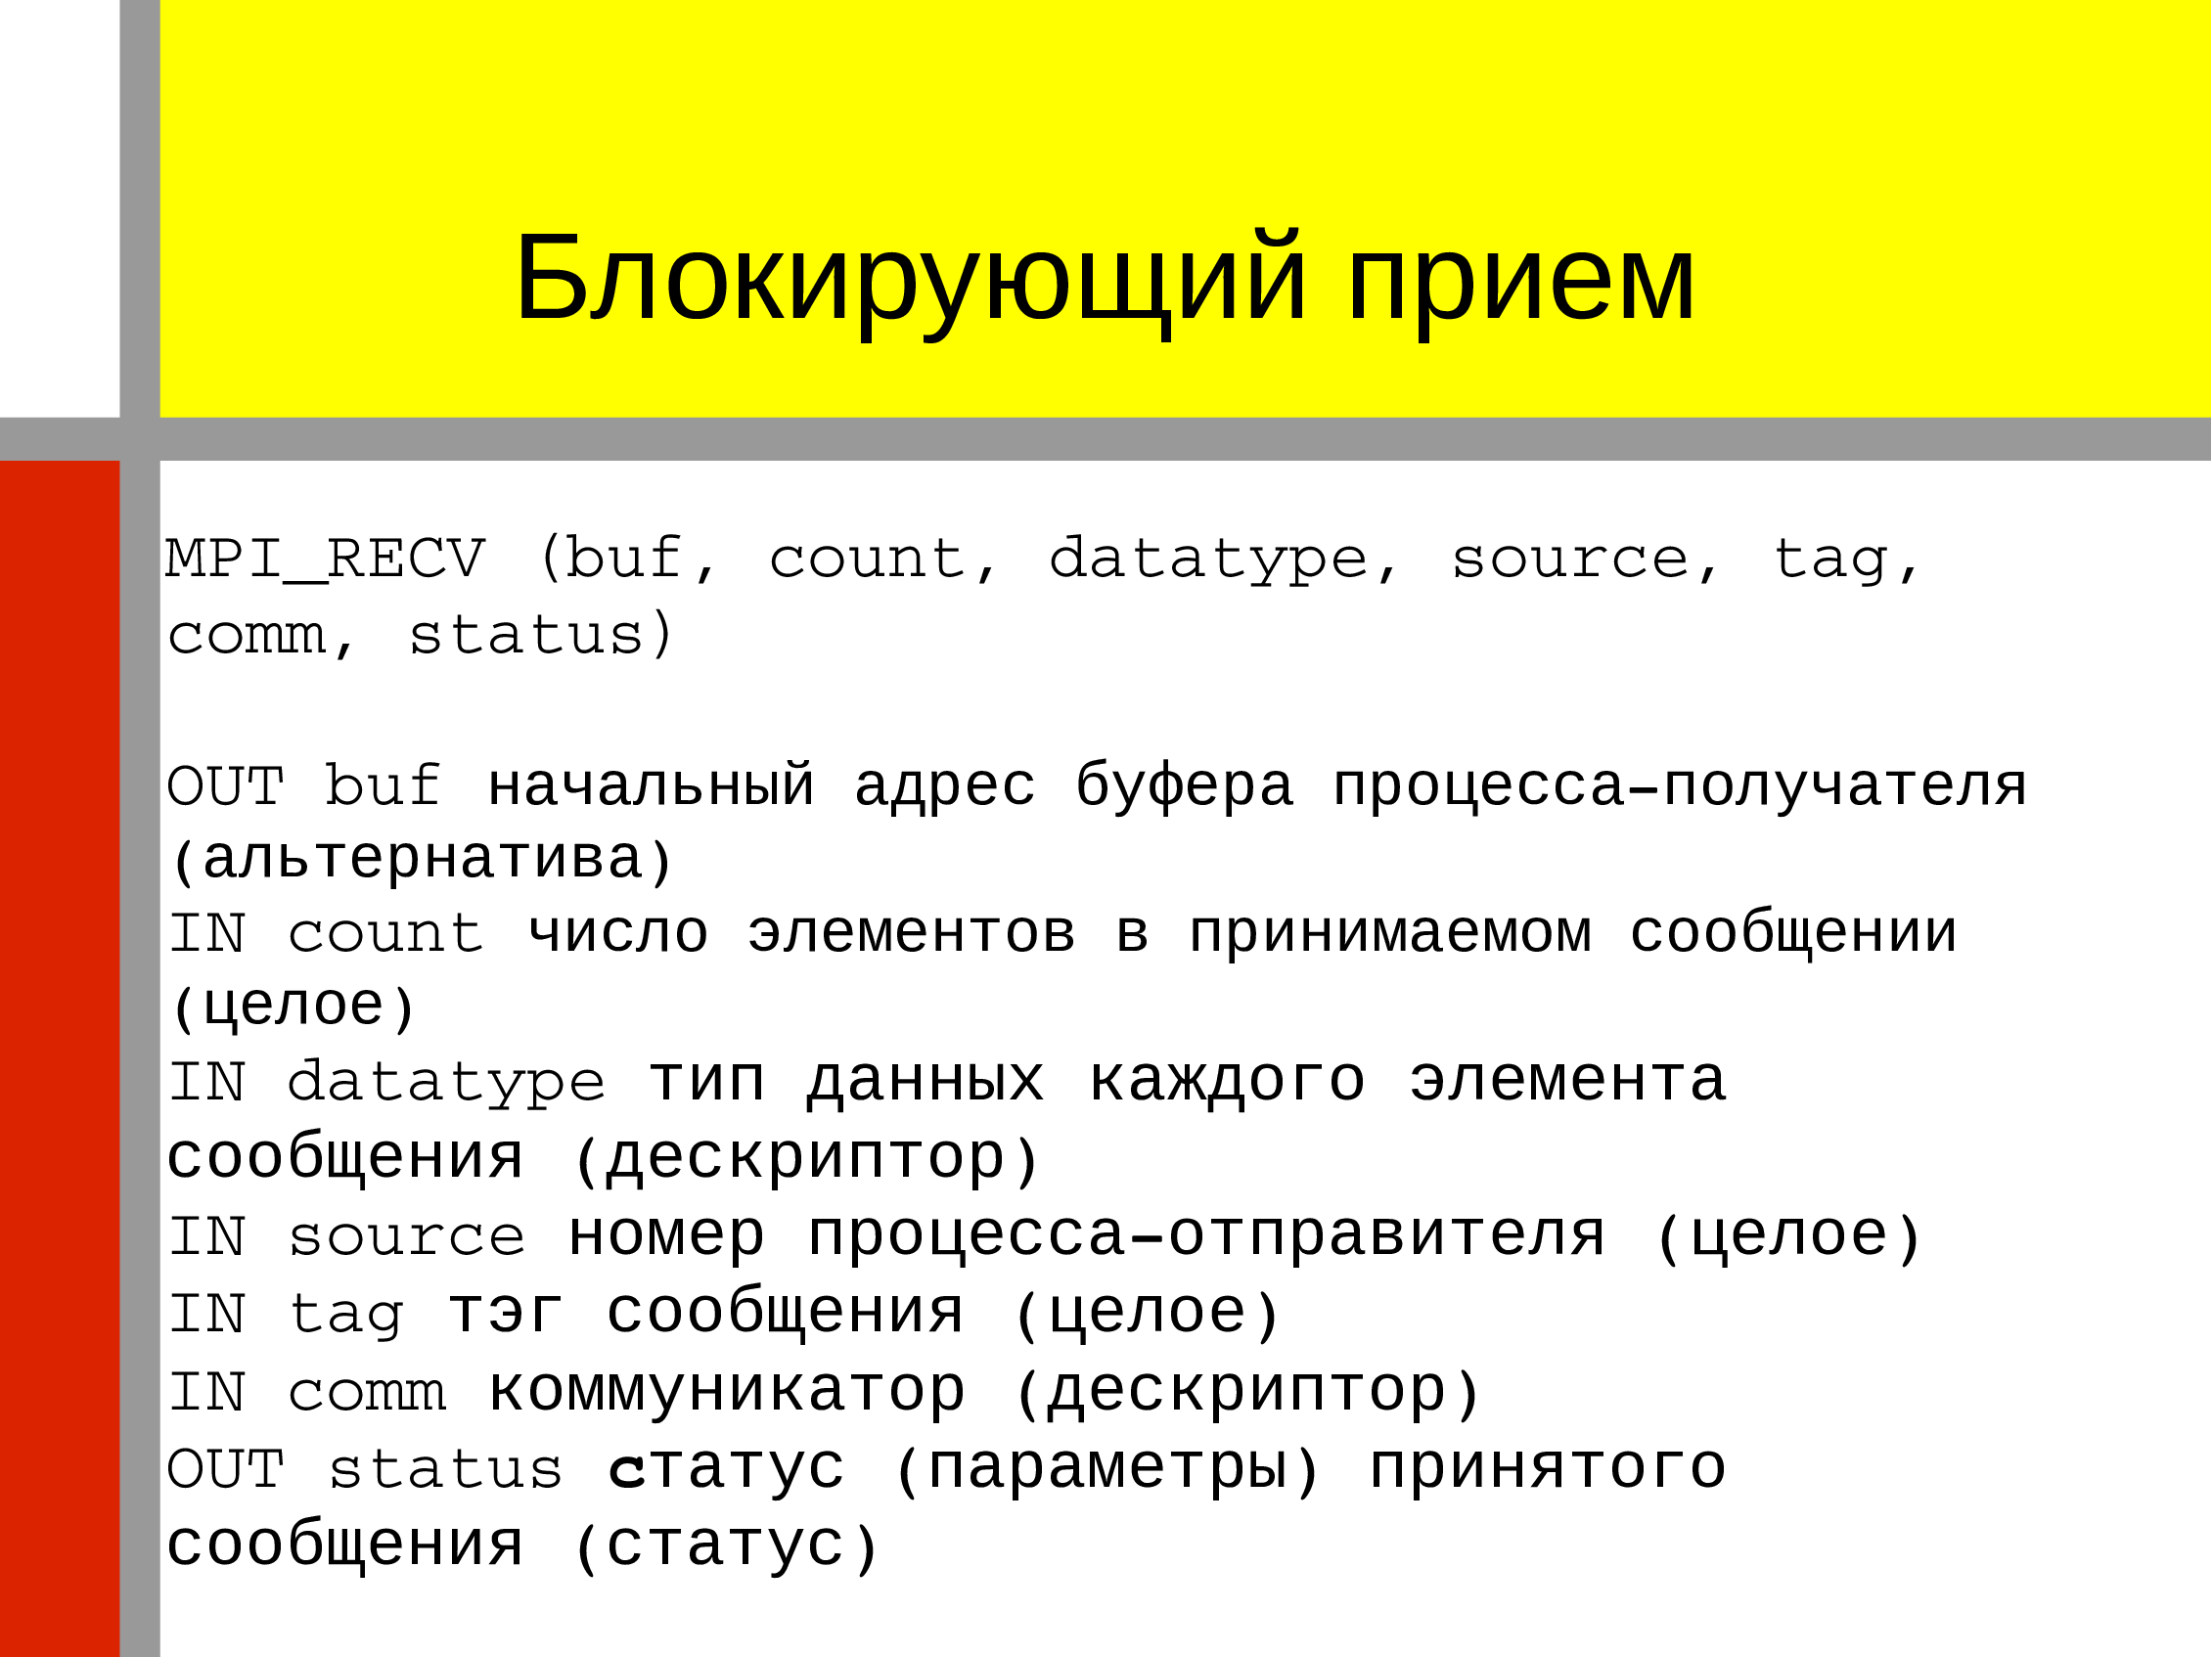 Блокирующий прием
MPI_RECV (buf, count, datatype, source, tag,
comm, status)
OUT buf начальный адрес буфера процесса–получателя
(альтернатива)
IN count число элементов в принимаемом сообщении
(целое)
IN datatype тип данных каждого элемента
сообщения (дескриптор)
IN source номер процесса–отправителя (целое)
IN tag тэг сообщения (целое)
IN comm коммуникатор (дескриптор)
OUT status статус (параметры) принятого
сообщения (статус)